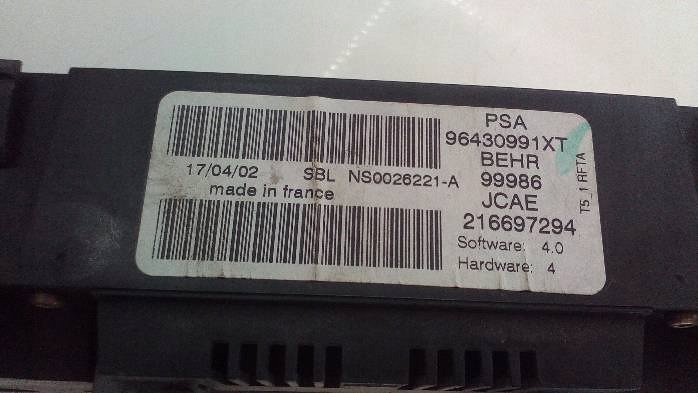 PSA
96430991XT
BEHR
99986
JCAE
216697294
Software: 4.0
Hardware: 4
17/04/02 SBL NS0026221-A
made in france
T5_1 RFTA